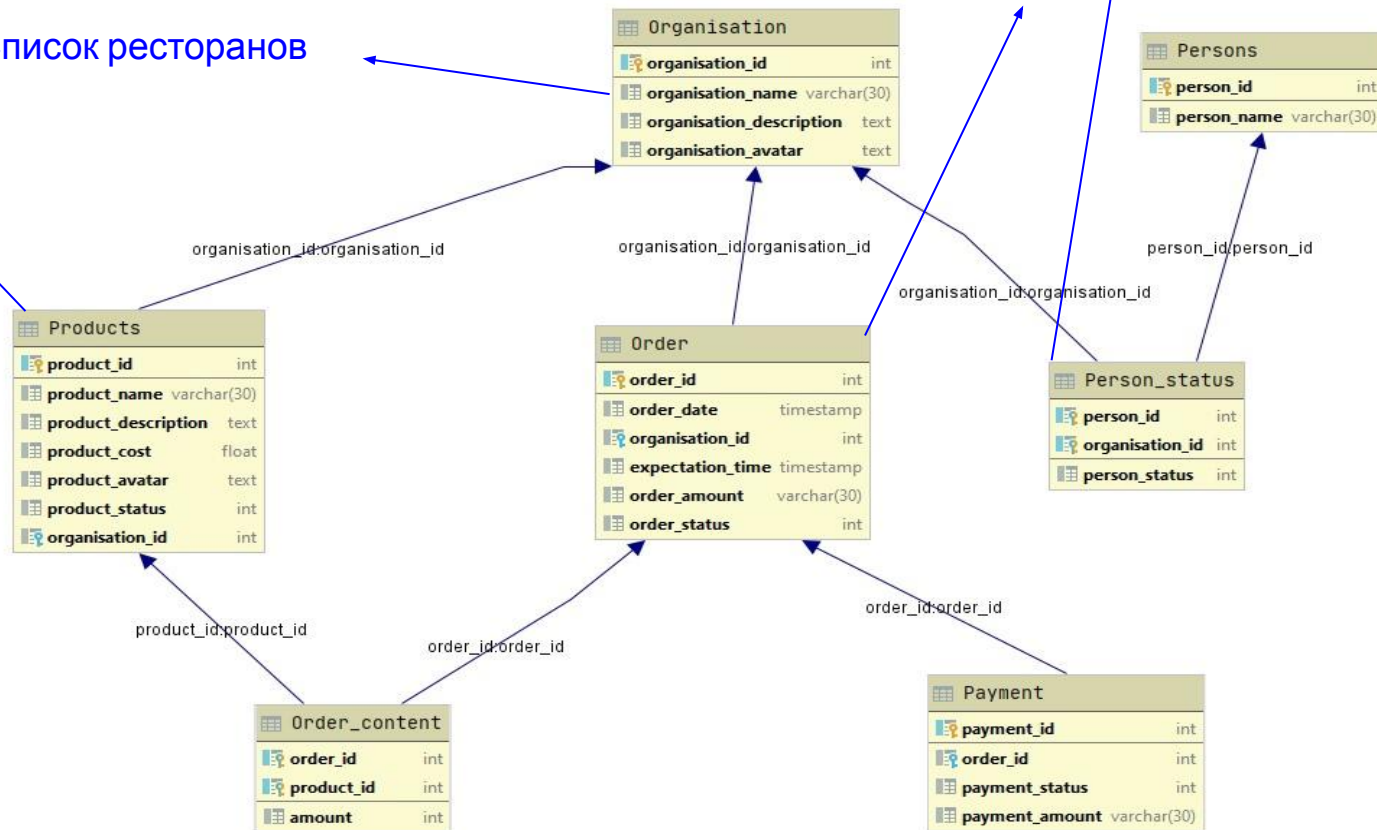 писок ресторанов
Organisation
organisation_id int
organisation_name varchar(30)
organisation_description text
organisation_avatar text
Persons
person_id int
person_name varchar(30)
organisation_id:organisation_id
organisation_id:organisation_id
organisation_id:organisation_id
person_id:person_id
Products
product_id int
product_name varchar(30)
product_description text
product_cost float
product_avatar text
product_status int
organisation_id int
Order
order_id int
order_date timestamp
organisation_id int
expectation_time timestamp
order_amount varchar(30)
order_status int
Person_status
person_id int
organisation_id int
person_status int
product_id:product_id
order_id:order_id
order_id:order_id
Order_content
order_id int
product_id int
amount int
Payment
payment_id int
order_id int
payment_status int
payment_amount varchar(30)